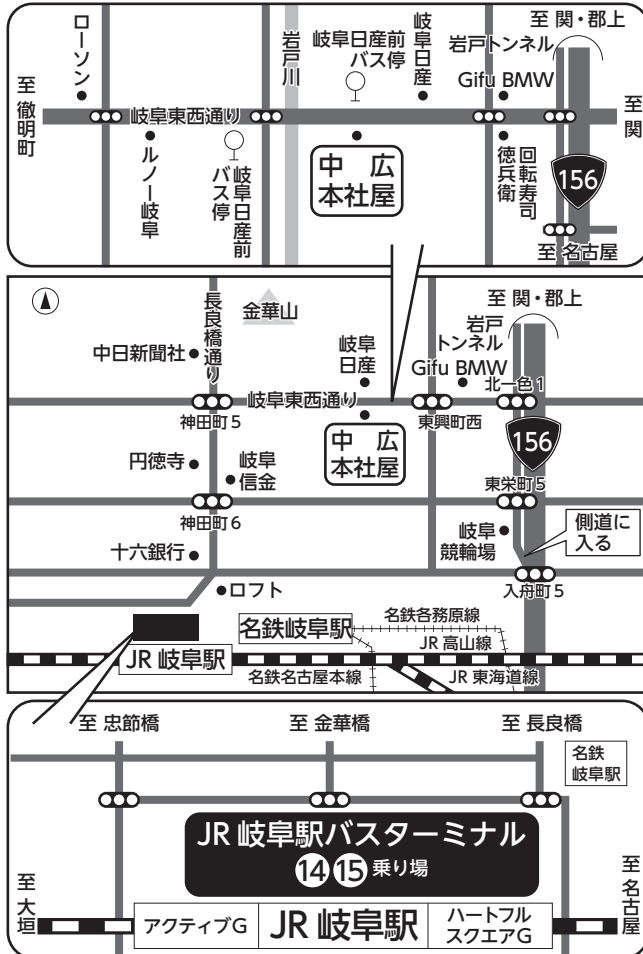 至 関・郡上
岩戸トンネル
ローソン
岩戸川
岐阜日産前
バス停
岐阜日産
Gifu BMW
至 徹明町
岐阜東西通り
至 関
ルノー岐阜
岐阜日産前
バス停
中 広
本社屋
回転寿司
徳兵衛
156
至 名古屋
長良橋通り
金華山
至 関・郡上
岩戸
トンネル
中日新聞社
岐阜
日産
Gifu BMW
北一色1
岐阜東西通り
神田町5
東興町西
中 広
本社屋
156
円徳寺
岐阜
信金
東栄町5
神田町6
岐阜
競輪場
側道に
入る
十六銀行
入舟町5
ロフト
名鉄岐阜駅
名鉄各務原線
JR 高山線
JR 岐阜駅
名鉄名古屋本線
JR 東海道線
至 忠節橋
至 金華橋
至 長良橋
名鉄
岐阜駅
JR 岐阜駅バスターミナル
⑭⑮乗り場
至 大垣
至 名古屋
アクティブG
JR 岐阜駅
ハートフル
スクエアG